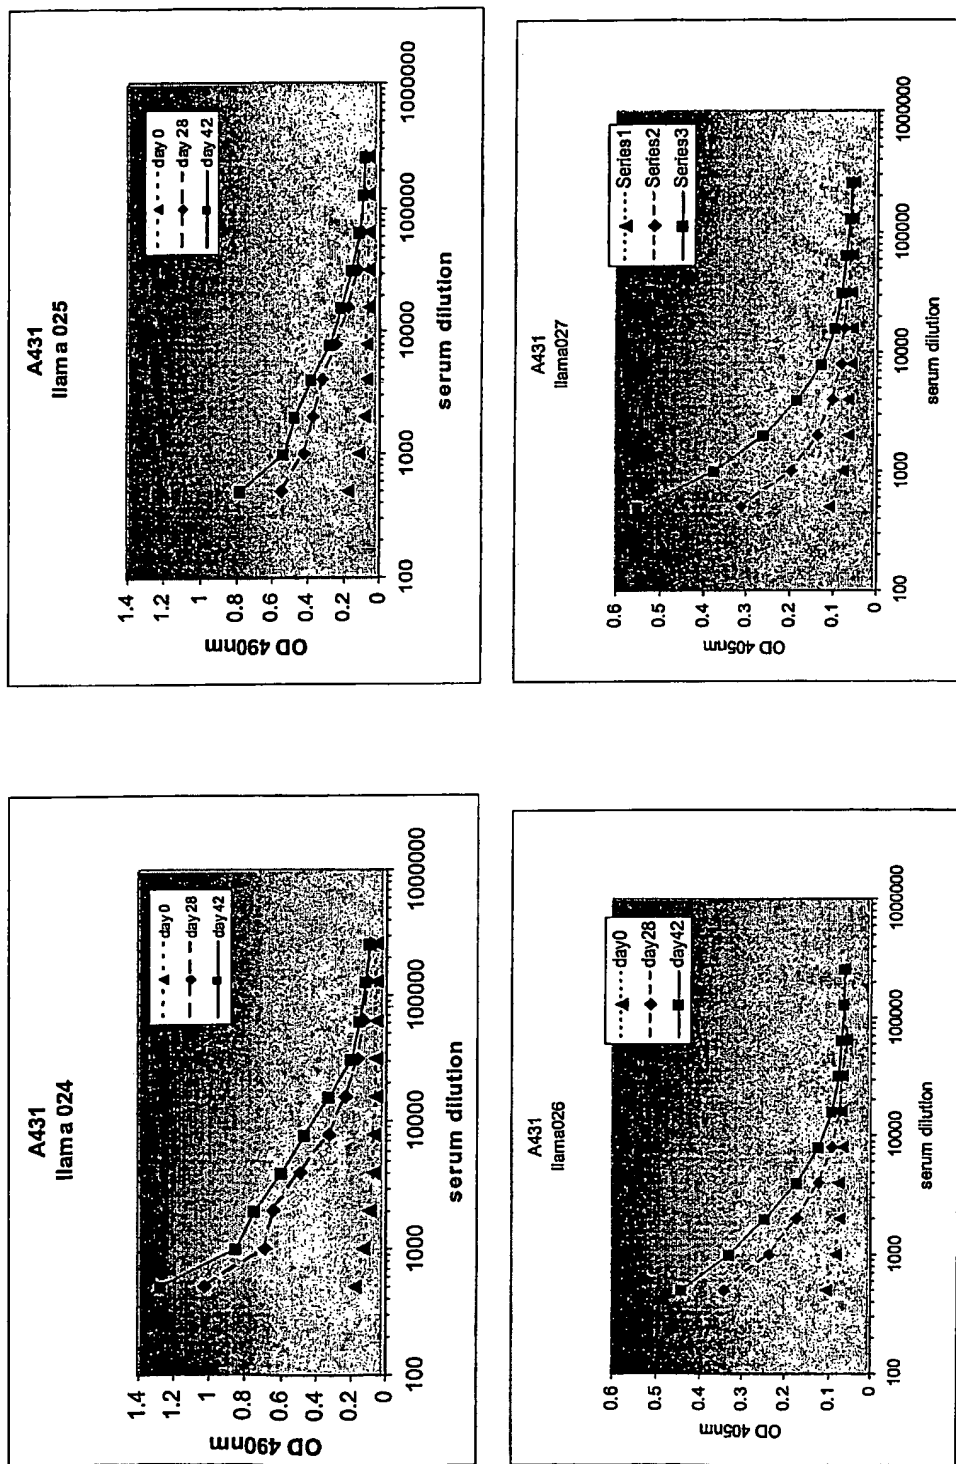 A431
llama 024
1.4
1.2
1
0.8
0.6
0.4
0.2
0
OD 490nm
day 0
day 28
day 42
100
1000
10000
100000
1000000
serum dilution
A431
llama 025
1.4
1.2
1
0.8
0.6
0.4
0.2
0
OD 490nm
day 0
day 28
day 42
100
1000
10000
100000
1000000
serum dilution
A431
llama026
0.6
0.5
0.4
0.3
0.2
0.1
0
OD 405nm
day0
day28
day42
100
1000
10000
100000
1000000
serum dilution
A431
llama027
0.6
0.5
0.4
0.3
0.2
0.1
0
OD 405nm
Series1
Series2
Series3
100
1000
10000
100000
1000000
serum dilution